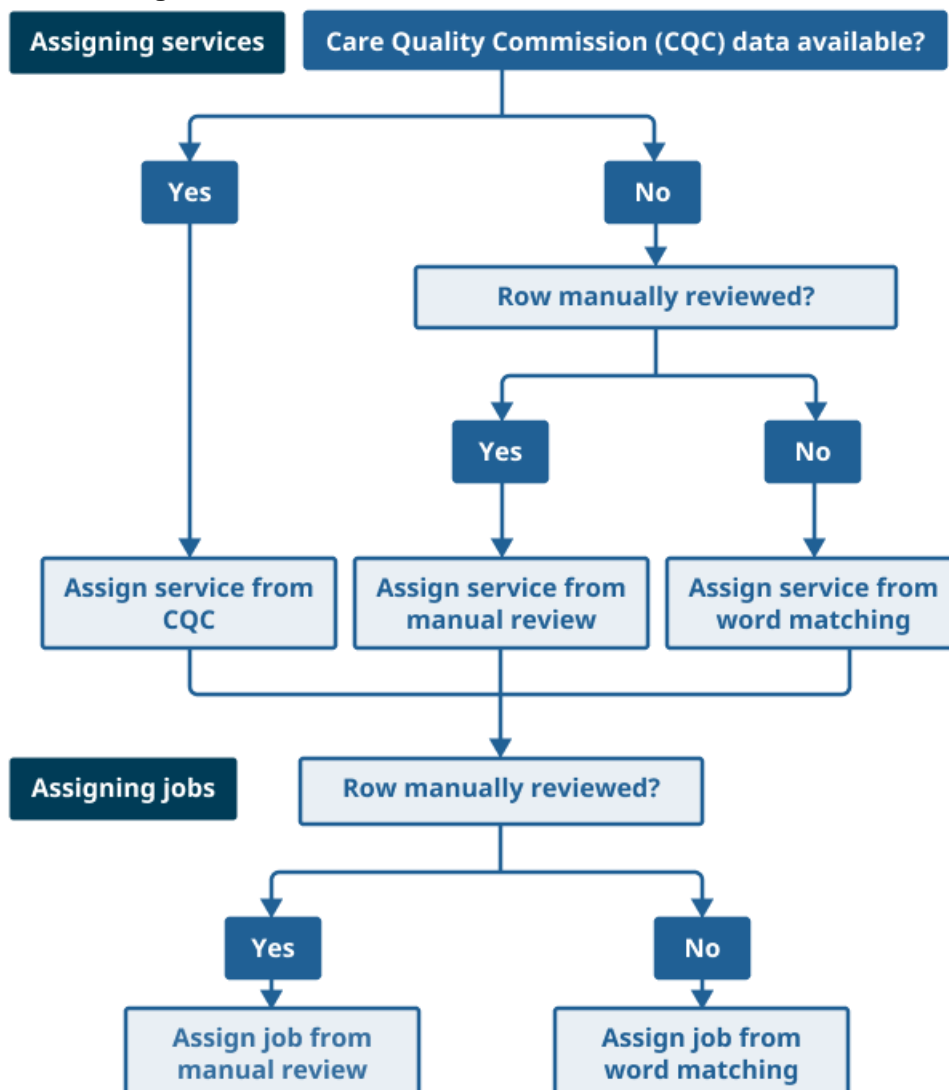 Assigning services
Care Quality Commission (CQC) data available?
Yes
No
Row manually reviewed?
Yes
No
Assign service from
CQC
Assign service from
manual review
Assign service from
word matching
Assigning jobs
Row manually reviewed?
Yes
No
Assign job from
manual review
Assign job from
word matching